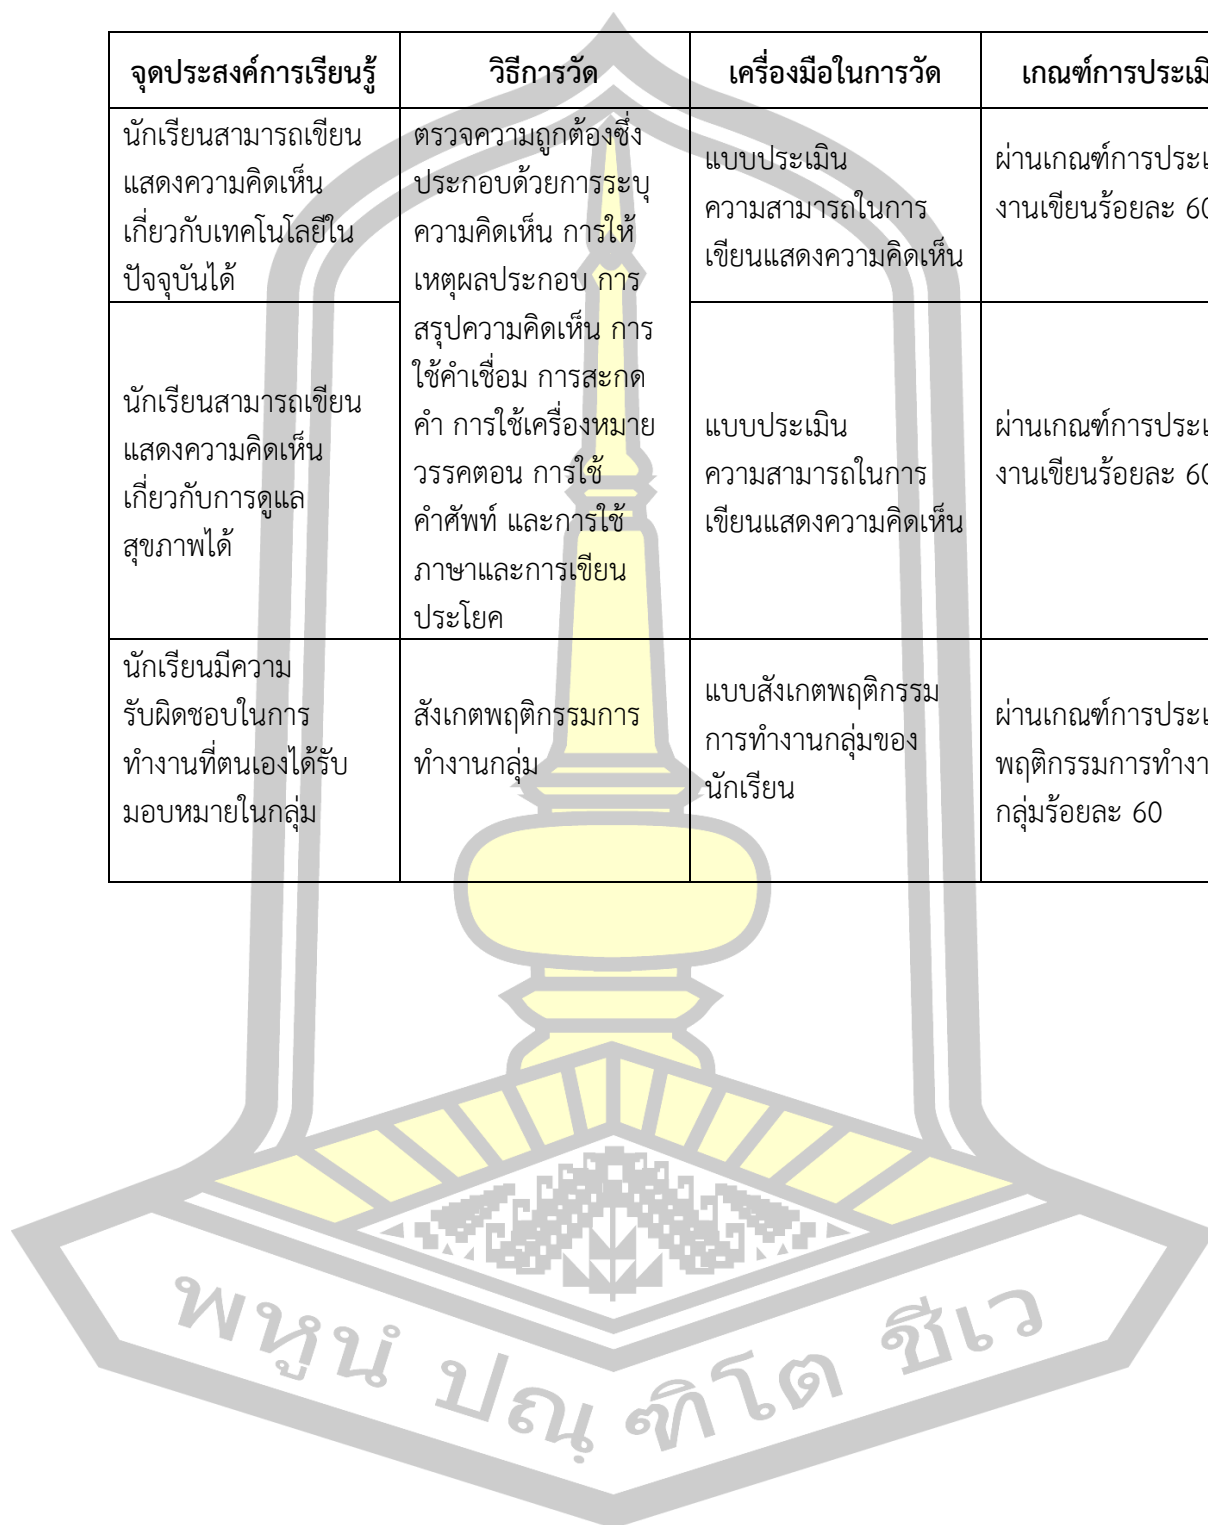 จุดประสงค์การเรียนรู้ วิธีการวัด เครื่องมือในการวัด เกณฑ์การประเมิ
นักเรียนสามารถเขียน
แสดงความคิดเห็น
เกี่ยวกับเทคโนโลยีใน
ปัจจุบันได้
ตรวจความถูกต้องซึ่ง
ประกอบด้วยการระบุ
ความคิดเห็น การให้
เหตุผลประกอบ การ
สรุปความคิดเห็น การ
ใช้คำเชื่อม การสะกด
คำ การใช้เครื่องหมาย
วรรคตอน การใช้
คำศัพท์ และการใช้
ภาษาและการเขียน
ประโยค
แบบประเมิน
ความสามารถในการ
เขียนแสดงความคิดเห็น
ผ่านเกณฑ์การประเ
งานเขียนร้อยละ 60
นักเรียนสามารถเขียน
แสดงความคิดเห็น
เกี่ยวกับการดูแล
สุขภาพได้
แบบประเมิน
ความสามารถในการ
เขียนแสดงความคิดเห็น
ผ่านเกณฑ์การประเ
งานเขียนร้อยละ 60
นักเรียนมีความ
รับผิดชอบในการ
ทำงานที่ตนเองได้รับ
มอบหมายในกลุ่ม
สังเกตพฤติกรรมการ
ทำงานกลุ่ม
แบบสังเกตพฤติกรรม
การทำงานกลุ่มของ
นักเรียน
ผ่านเกณฑ์การประเ
พฤติกรรมการทำงา
กลุ่มร้อยละ 60
พหูนํ ปณฺ ฑิโต ชีเว